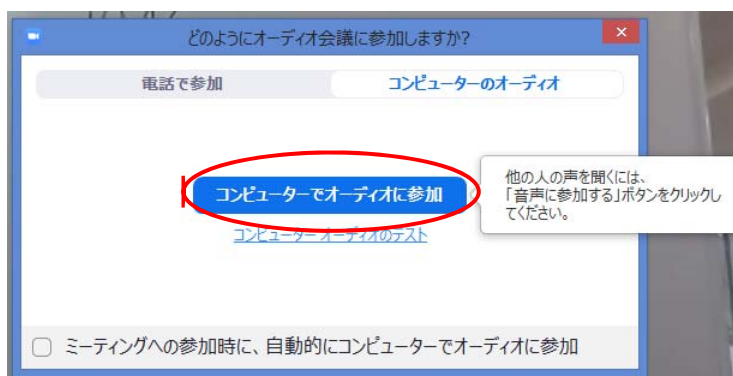 どのようにオーディオ会議に参加しますか?
電話で参加
コンピューターのオーディオ
コンピューターでオーディオに参加
他の人の声を聞くには、
「音声に参加する」ボタンをクリックし
てください。
コンピューター オーディオのテスト
ミーティングへの参加時に、自動的にコンピューターでオーディオに参加